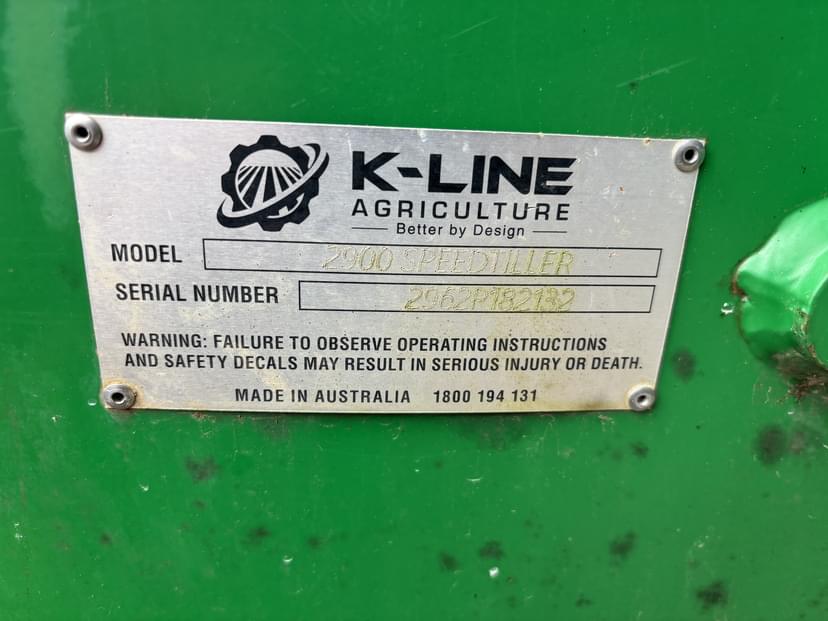 K-LINE
AGRICULTURE
Better by Design
MODEL 2900 SPEEDTILLER
SERIAL NUMBER 2962P182132
WARNING: FAILURE TO OBSERVE OPERATING INSTRUCTIONS
AND SAFETY DECALS MAY RESULT IN SERIOUS INJURY OR DEATH.
MADE IN AUSTRALIA 1800 194 131